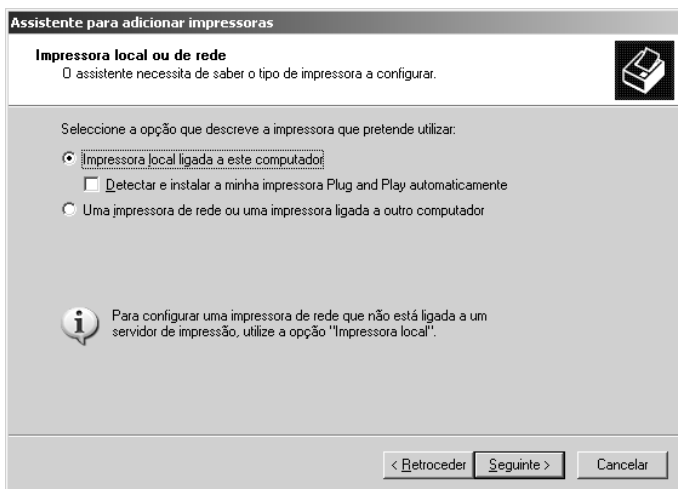 Assistente para adicionar impressoras
Impressora local ou de rede
O assistente necessita de saber o tipo de impressora a configurar.
Seleccione a opção que descreve a impressora que pretende utilizar:
Impressora local ligada a este computador
Detectar e instalar a minha impressora Plug and Play automaticamente
Uma impressora de rede ou uma impressora ligada a outro computador
Para configurar uma impressora de rede que não está ligada a um
servidor de impressão, utilize a opção "Impressora local".
< Retroceder Seguinte > Cancelar